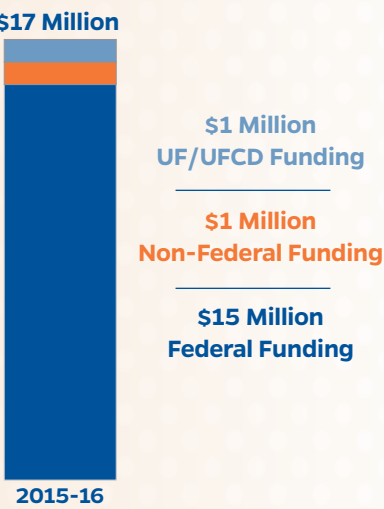 $17 Million
$1 Million
UF/UFCD Funding
$1 Million
Non-Federal Funding
$15 Million
Federal Funding
2015-16